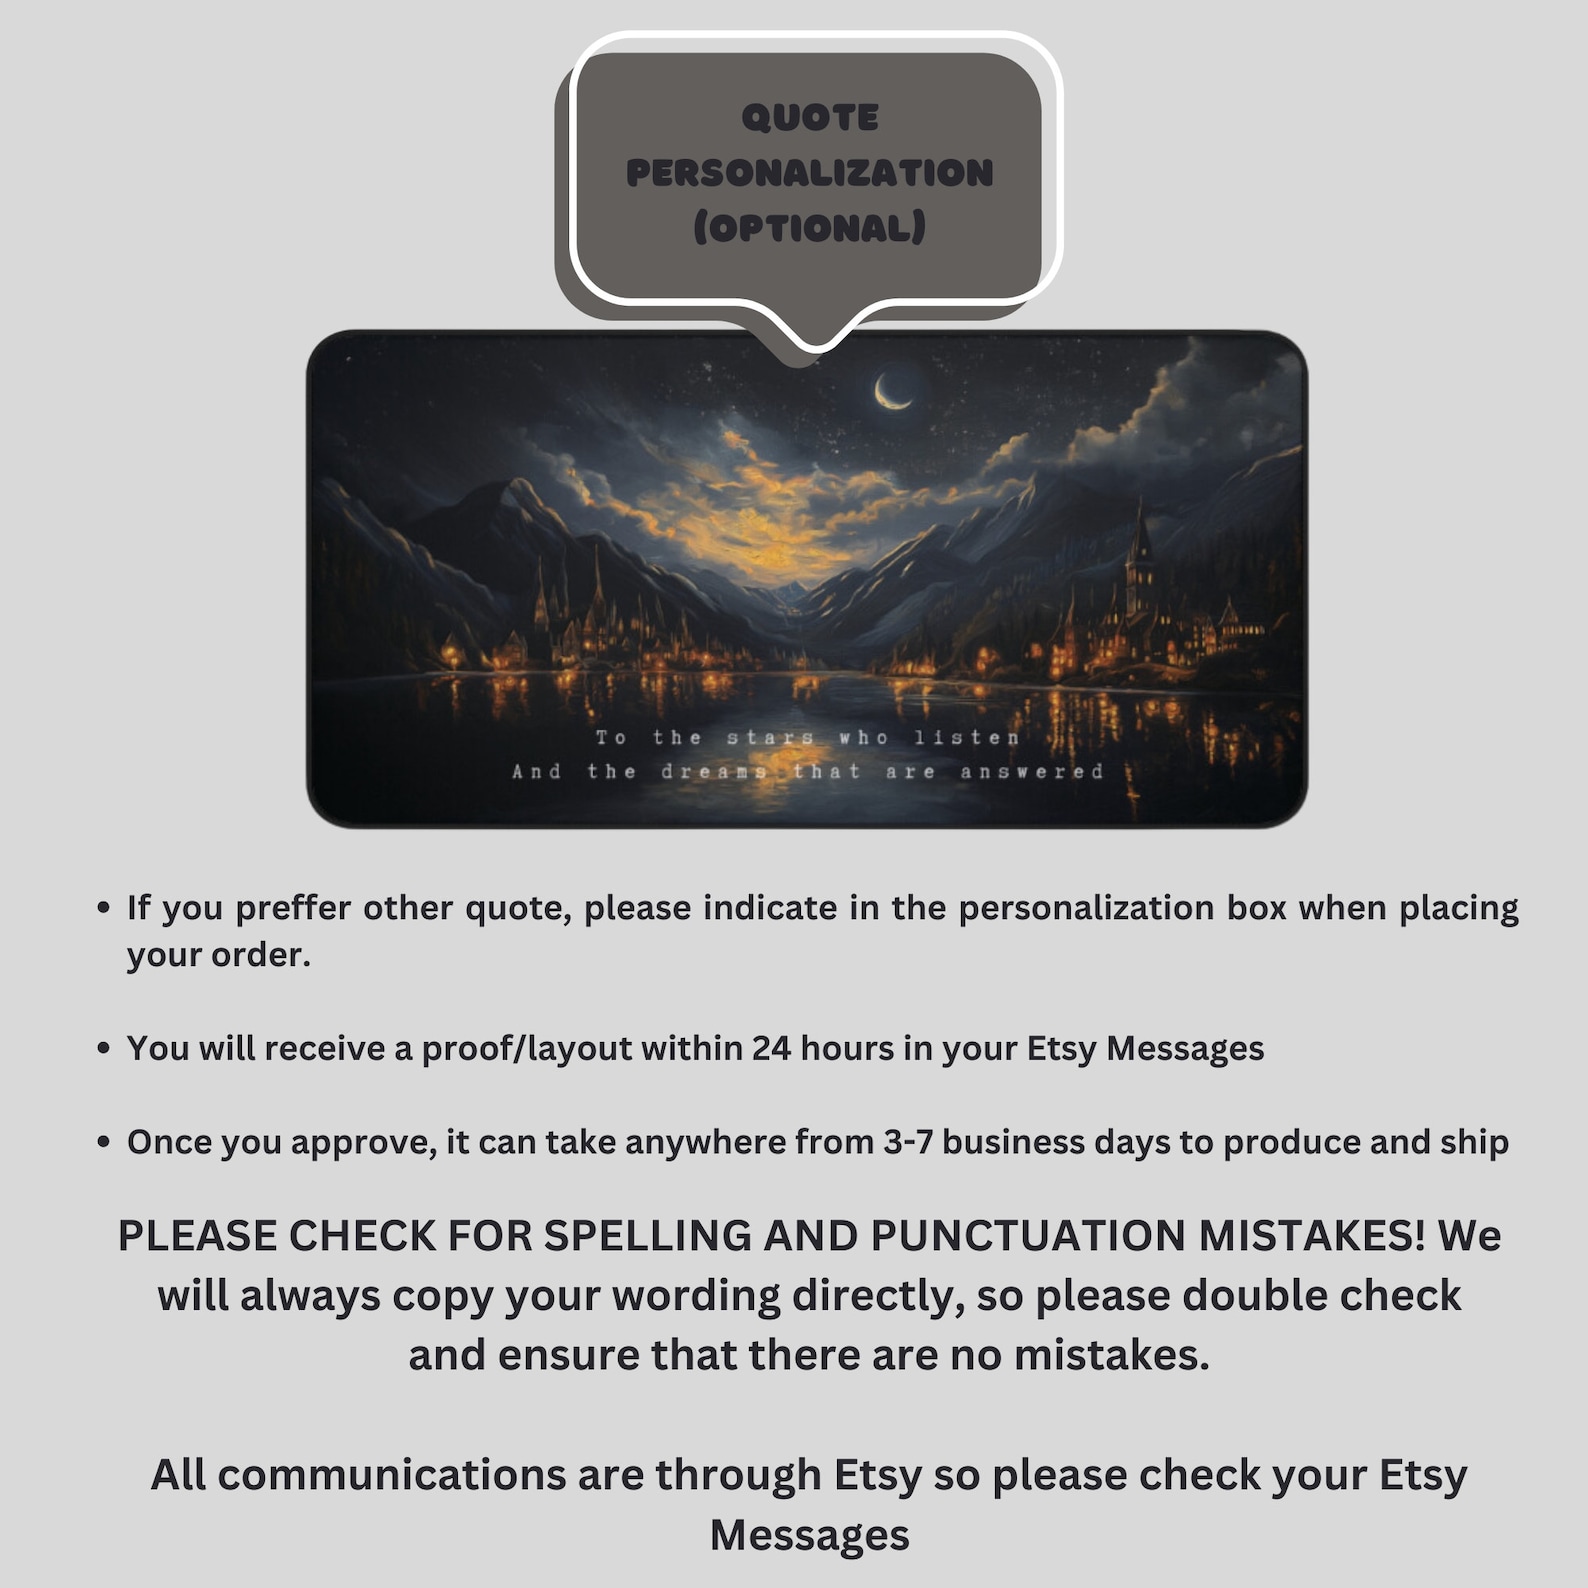 QUOTE
PERSONALIZATION
(OPTIONAL)
To the stars who listen
And the dreams that are answered
• If you preffer other quote, please indicate in the personalization box when placing
your order.
• You will receive a proof/layout within 24 hours in your Etsy Messages
• Once you approve, it can take anywhere from 3-7 business days to produce and ship
PLEASE CHECK FOR SPELLING AND PUNCTUATION MISTAKES! We
will always copy your wording directly, so please double check
and ensure that there are no mistakes.
All communications are through Etsy so please check your Etsy
Messages